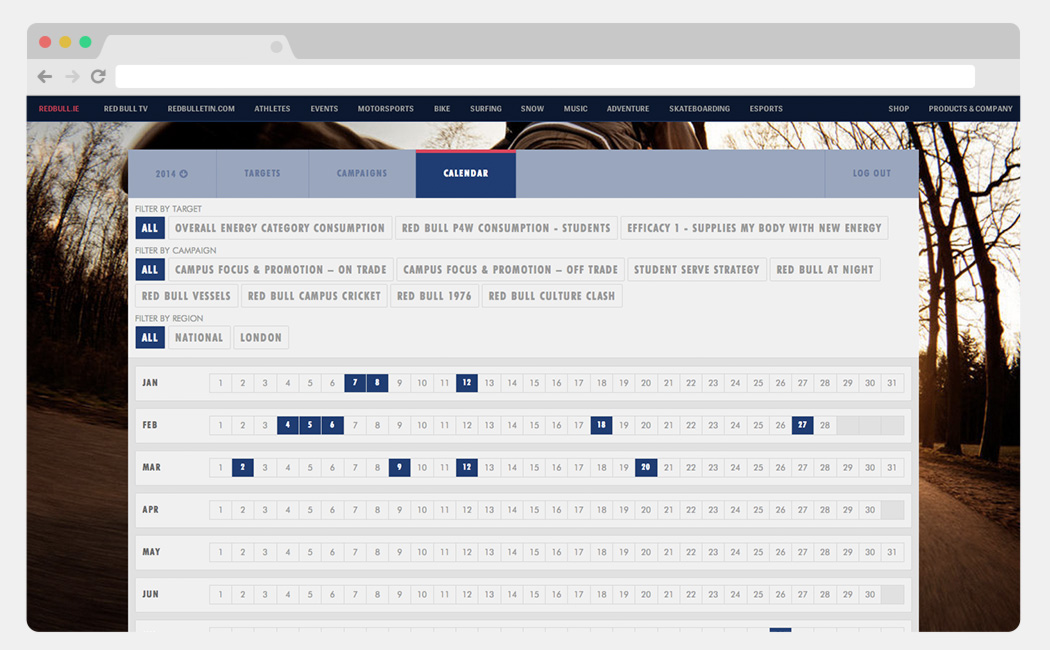 REDBULL.IE RED BULL TV REDBULLETIN.COM ATHLETES EVENTS MOTORSPORTS BIKE SURFING SNOW MUSIC ADVENTURE SKATEBOARDING ESPORTS SHOP PRODUCTS & COMPANY
2014 TARGETS CAMPAIGNS CALENDAR LOG OUT
FILTER BY TARGET
ALL OVERALL ENERGY CATEGORY CONSUMPTION RED BULL P4W CONSUMPTION - STUDENTS EFFICACY 1 - SUPPLIES MY BODY WITH NEW ENERGY
FILTER BY CAMPAIGN
ALL CAMPUS FOCUS & PROMOTION – ON TRADE CAMPUS FOCUS & PROMOTION – OFF TRADE STUDENT SERVE STRATEGY RED BULL AT NIGHT
RED BULL VESSELS RED BULL CAMPUS CRICKET RED BULL 1976 RED BULL CULTURE CLASH
FILTER BY REGION
ALL NATIONAL LONDON
JAN 1 2 3 4 5 6 7 8 9 10 11 12 13 14 15 16 17 18 19 20 21 22 23 24 25 26 27 28 29 30 31
FEB 1 2 3 4 5 6 7 8 9 10 11 12 13 14 15 16 17 18 19 20 21 22 23 24 25 26 27 28
MAR 1 2 3 4 5 6 7 8 9 10 11 12 13 14 15 16 17 18 19 20 21 22 23 24 25 26 27 28 29 30 31
APR 1 2 3 4 5 6 7 8 9 10 11 12 13 14 15 16 17 18 19 20 21 22 23 24 25 26 27 28 29 30
MAY 1 2 3 4 5 6 7 8 9 10 11 12 13 14 15 16 17 18 19 20 21 22 23 24 25 26 27 28 29 30 31
JUN 1 2 3 4 5 6 7 8 9 10 11 12 13 14 15 16 17 18 19 20 21 22 23 24 25 26 27 28 29 30